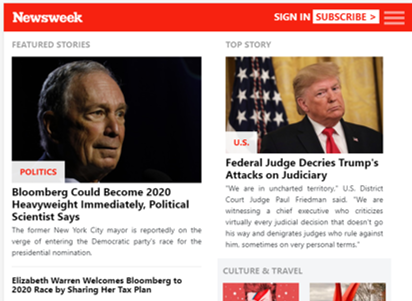 Newsweek
SIGN IN SUBSCRIBE >
FEATURED STORIES
POLITICS
Bloomberg Could Become 2020
Heavyweight Immediately, Political
Scientist Says
The former New York City mayor is reportedly on the
verge of entering the Democratic party's race for the
presidential nomination.
Elizabeth Warren Welcomes Bloomberg to
2020 Race by Sharing Her Tax Plan
TOP STORY
U.S.
Federal Judge Decries Trump's
Attacks on Judiciary
"We are in uncharted territory," U.S. District
Court Judge Paul Friedman said. "We are
witnessing a chief executive who criticizes
virtually every judicial decision that doesn't go
his way and denigrates judges who rule against
him, sometimes on very personal terms."
CULTURE & TRAVEL